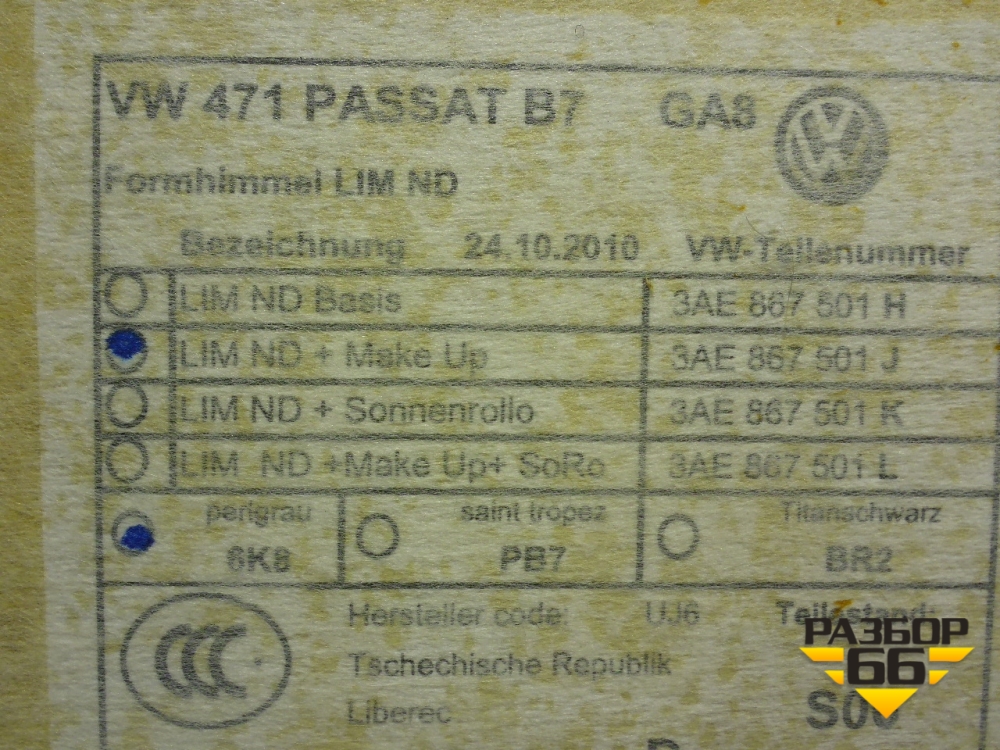 VW 471 PASSAT B7 GA8
Formhimmel LIM ND
Bezeichnung 24.10.2010 VW-Teilenummer
LIM ND Basis 3AE 867 501 H
LIM ND + Make Up 3AE 867 501 J
LIM ND + Sonnenrollo 3AE 867 501 K
LIM ND +Make Up+ SoRo 3AE 867 501 L
perlgrau saint tropez Titanschwarz
6K8 PB7 BR2
CCC
Hersteller code: UJ6 Teilestand:
Tschechische Republik
Liberec
РАЗБОР
66